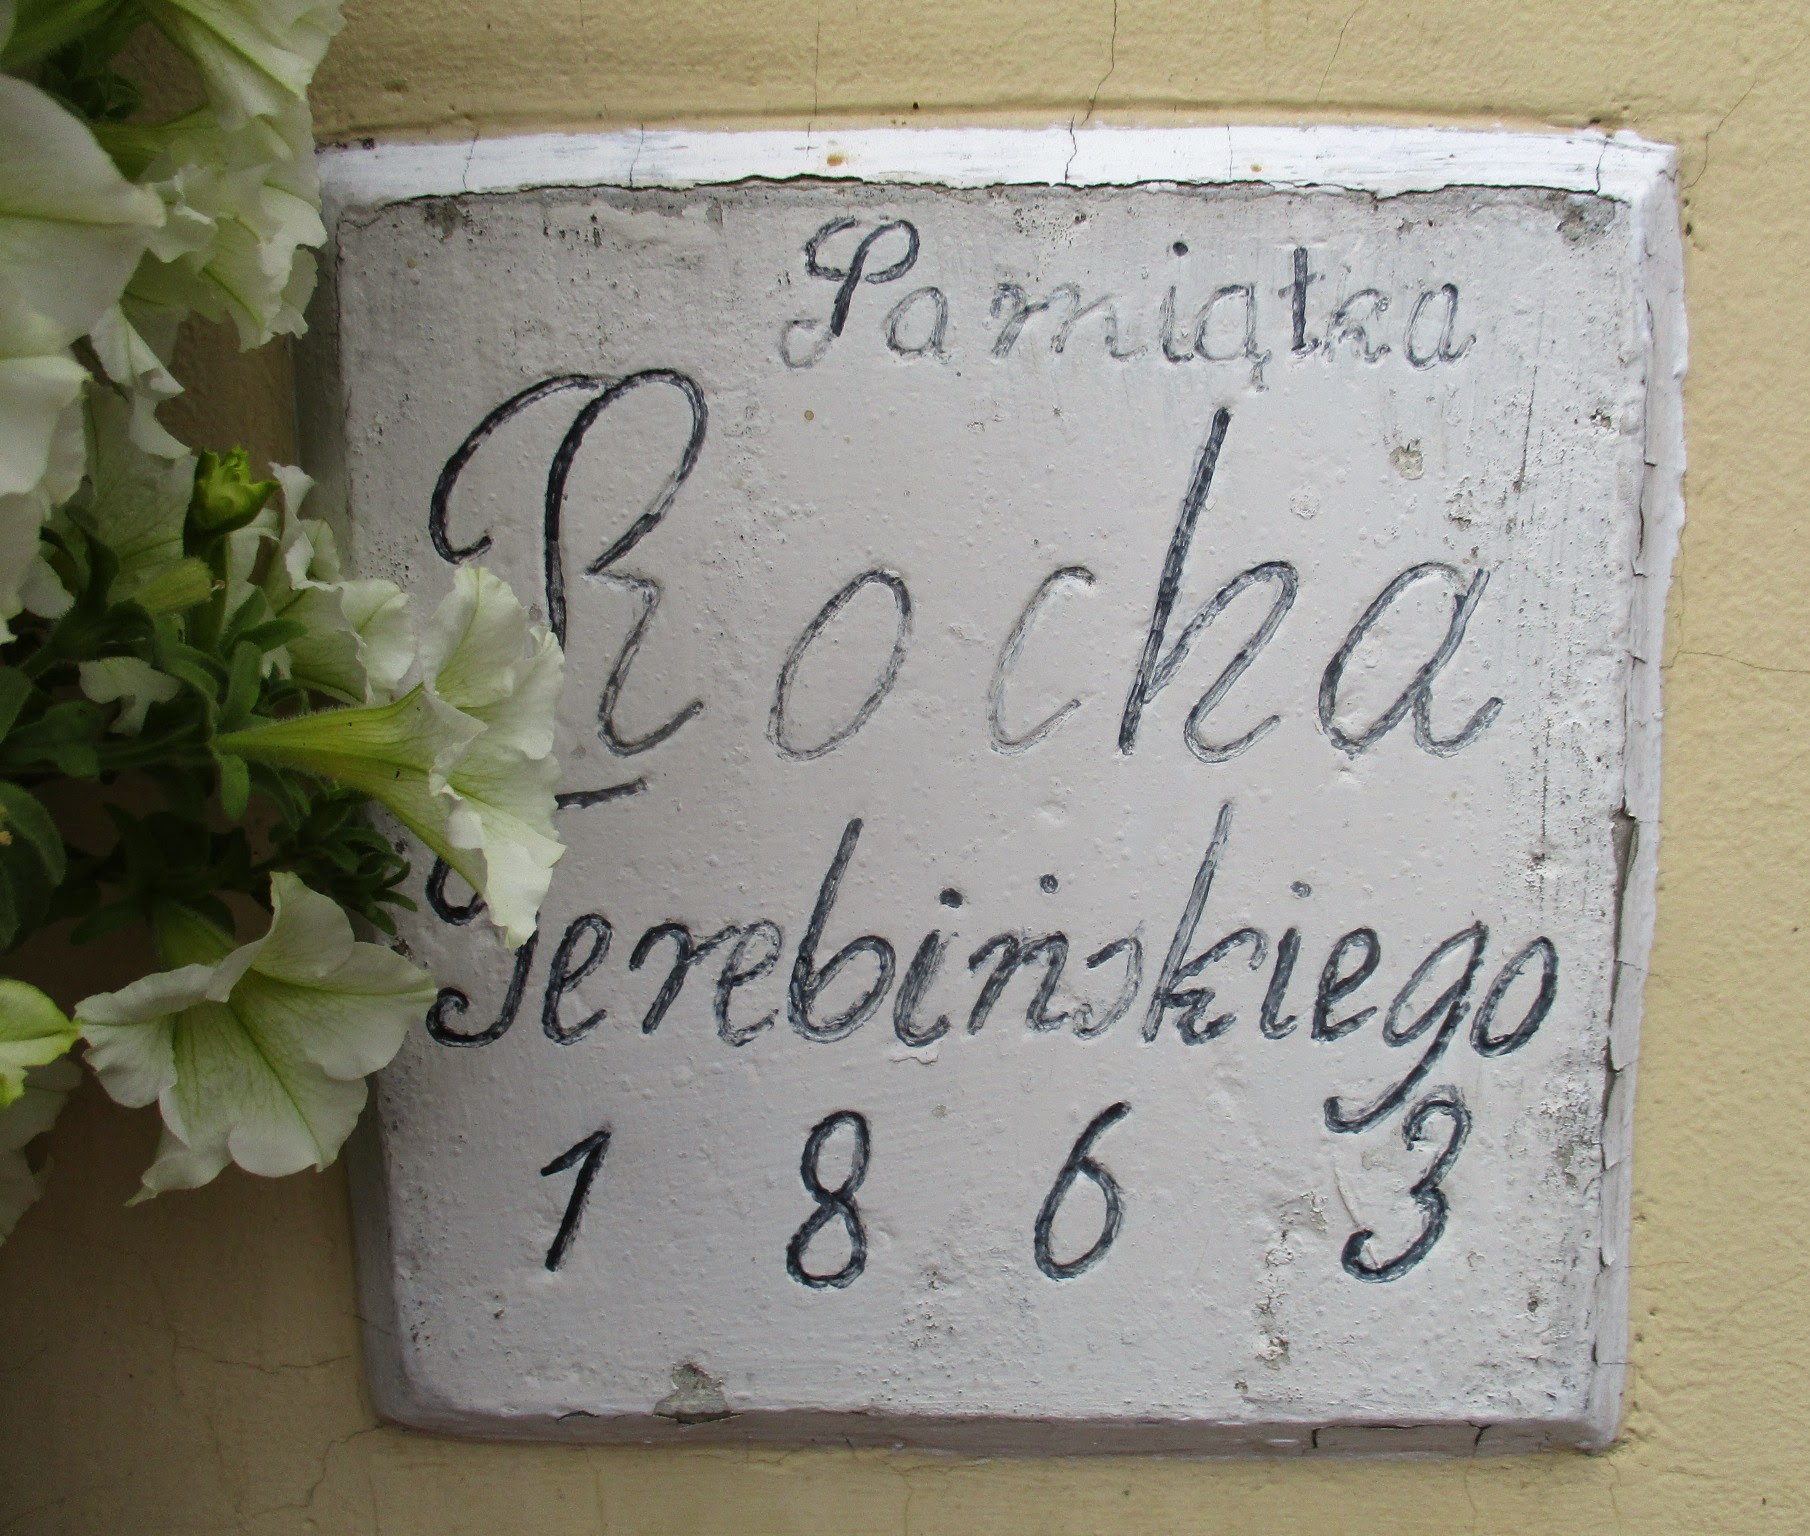 Pamiątka
Rocha
Terebińskiego
1863